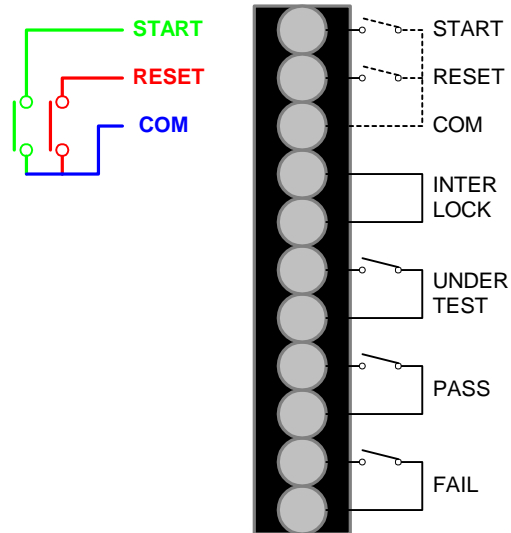 START
RESET
COM
START
RESET
COM
INTER
LOCK
UNDER
TEST
PASS
FAIL